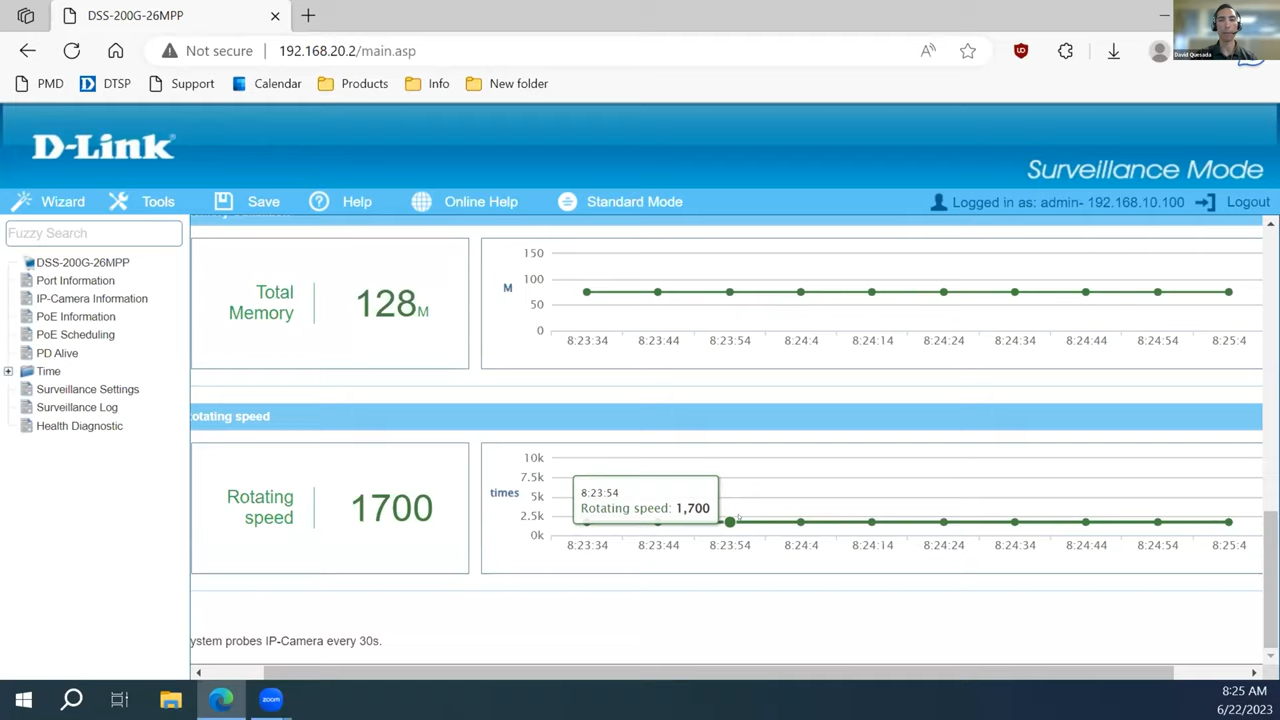 DSS-200G-26MPP
Not secure
192.168.20.2/main.asp
David Quesada
PMD
DTSP
Support
Calendar
Products
Info
New folder
D-Link
Surveillance Mode
Wizard
Tools
Save
Help
Online Help
Standard Mode
Logged in as: admin- 192.168.10.100
Logout
Fuzzy Search
DSS-200G-26MPP
Port Information
IP-Camera Information
PoE Information
PoE Scheduling
PD Alive
Time
Surveillance Settings
Surveillance Log
Health Diagnostic
Total
Memory
128M
M
150
100
50
0
8:23:34 8:23:44 8:23:54 8:24:4 8:24:14 8:24:24 8:24:34 8:24:44 8:24:54 8:25:4
otating speed
Rotating
speed
1700
times
10k
7.5k
5k
2.5k
0k
8:23:54
Rotating speed: 1,700
8:23:34 8:23:44 8:23:54 8:24:4 8:24:14 8:24:24 8:24:34 8:24:44 8:24:54 8:25:4
ystem probes IP-Camera every 30s.
zoom
8:25 AM
6/22/2023